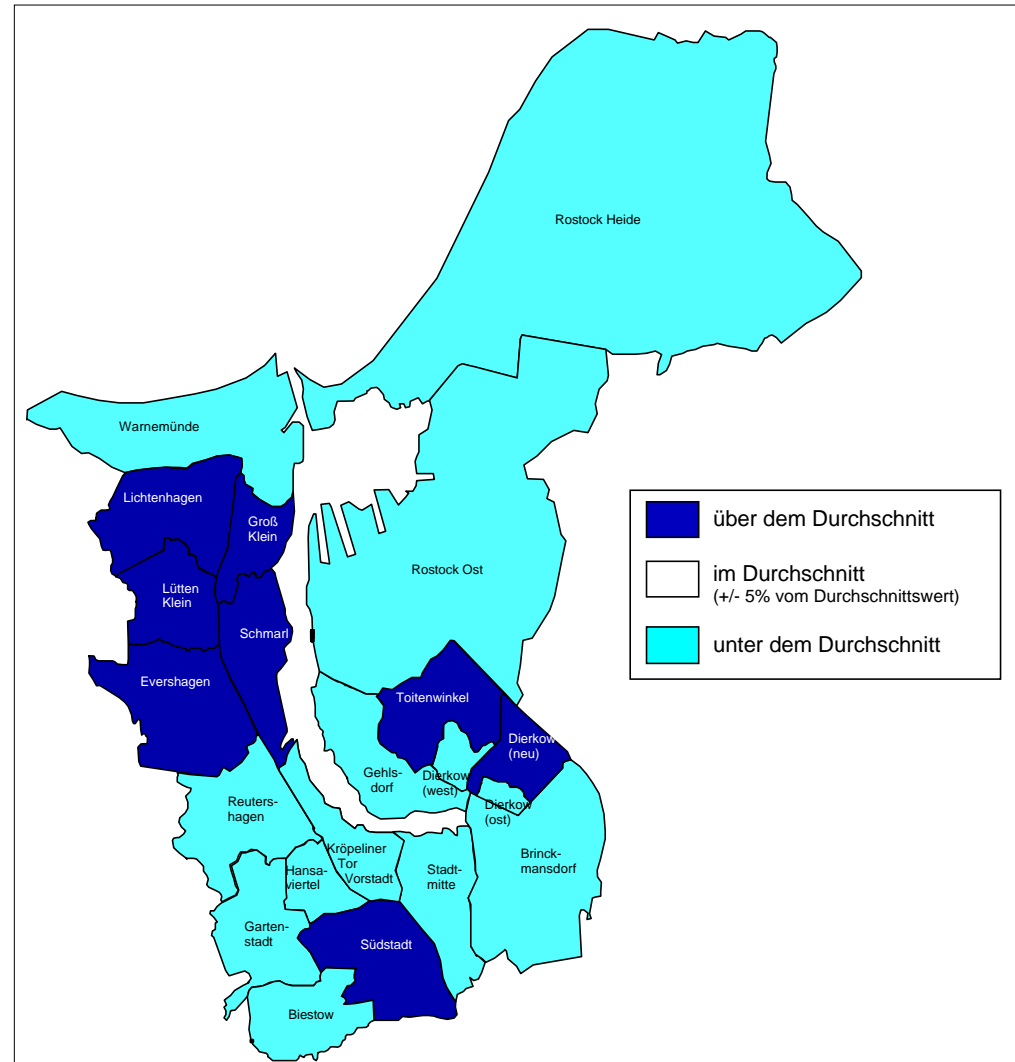 Rostock Heide
Warnemünde
Lichtenhagen
Groß
Klein
Rostock Ost
Lütten
Klein
Schmarl
Evershagen
Toitenwinkel
Dierkow
(neu)
Gehls-
dorf
Dierkow
(west)
Dierkow
(ost)
Reuters-
hagen
Kröpeliner
Tor
Vorstadt
Hansa-
viertel
Stadt-
mitte
Brinck-
mansdorf
Garten-
stadt
Südstadt
Biestow
über dem Durchschnitt
im Durchschnitt
(+/- 5% vom Durchschnittswert)
unter dem Durchschnitt